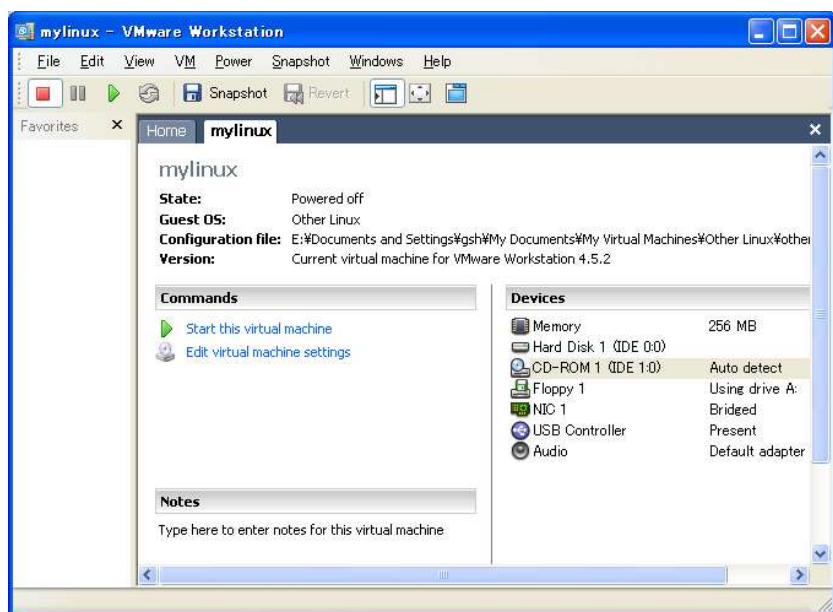 mylinux - VMware Workstation
File Edit View VM Power Snapshot Windows Help
Snapshot Revert
Favorites
Home mylinux
mylinux
State: Powered off
Guest OS: Other Linux
Configuration file: E:¥Documents and Settings¥gsh¥My Documents¥My Virtual Machines¥Other Linux¥other
Version: Current virtual machine for VMware Workstation 4.5.2
Commands
Start this virtual machine
Edit virtual machine settings
Devices
Memory 256 MB
Hard Disk 1 (IDE 0:0)
CD-ROM 1 (IDE 1:0) Auto detect
Floppy 1 Using drive A:
NIC 1 Bridged
USB Controller Present
Audio Default adapter
Notes
Type here to enter notes for this virtual machine